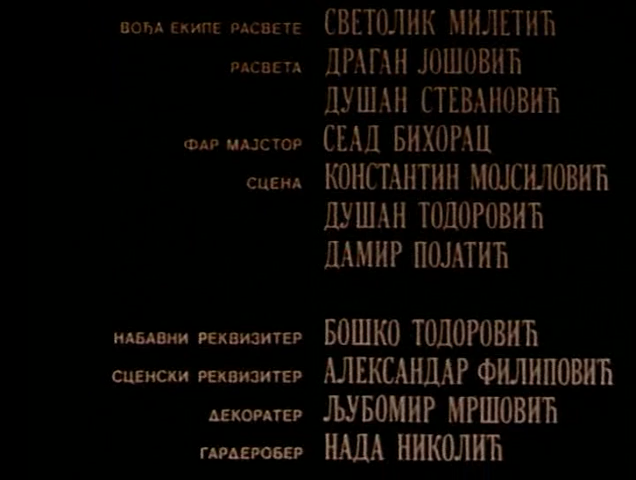 ВОЂА ЕКИПЕ РАСВЕТЕ СВЕТОЛИК МИЛЕТИЋ
РАСВЕТА ДРАГАН ЈОШОВИЋ
ДУШАН СТЕВАНОВИЋ
ФАР МАЈСТОР СЕАД БИХОРАЦ
СЦЕНА КОНСТАНТИН МОЈСИЛОВИЋ
ДУШАН ТОДОРОВИЋ
ДАМИР ПОЈАТИЋ
НАБАВНИ РЕКВИЗИТЕР БОШКО ТОДОРОВИЋ
СЦЕНСКИ РЕКВИЗИТЕР АЛЕКСАНДАР ФИЛИПОВИЋ
ДЕКОРАТЕР ЉУБОМИР МРШОВИЋ
ГАРДЕРОБЕР НАДА НИКОЛИЋ